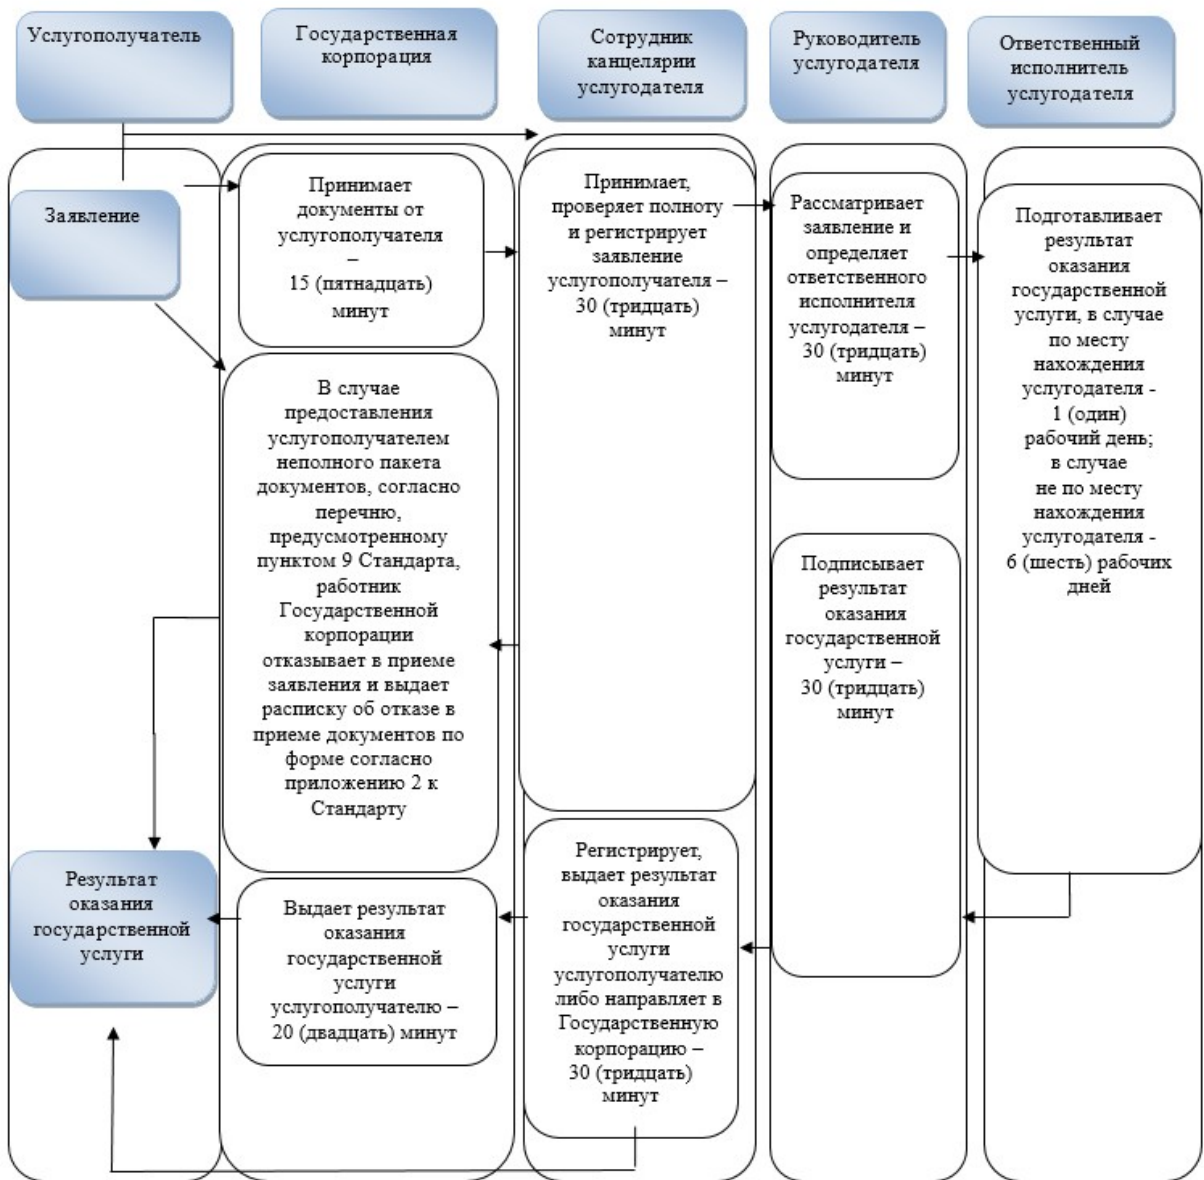 Услугополучатель
Государственная
корпорация
Сотрудник
канцелярии
услугодателя
Руководитель
услугодателя
Ответственный
исполнитель
услугодателя
Заявление
Принимает
документы от
услугополучателя
–
15 (пятнадцать)
минут
Принимает,
проверяет полноту
и регистрирует
заявление
услугополучателя –
30 (тридцать)
минут
Рассматривает
заявление и
определяет
ответственного
исполнителя
услугодателя –
30 (тридцать)
минут
Подготавливает
результат
оказания
государственной
услуги, в случае
по месту
нахождения
услугодателя -
1 (один)
рабочий день;
в случае
не по месту
нахождения
услугодателя -
6 (шесть) рабочих
дней
В случае
предоставления
услугополучателем
неполного пакета
документов, согласно
перечню,
предусмотренному
пунктом 9 Стандарта,
работник
Государственной
корпорации
отказывает в приеме
заявления и выдает
расписку об отказе в
приеме документов по
форме согласно
приложению 2 к
Стандарту
Подписывает
результат
оказания
государственной
услуги –
30 (тридцать)
минут
Результат
оказания
государственной
услуги
Выдает результат
оказания
государственной
услуги
услугополучателю –
20 (двадцать) минут
Регистрирует,
выдает результат
оказания
государственной
услуги
услугополучателю
либо направляет в
Государственную
корпорацию –
30 (тридцать)
минут